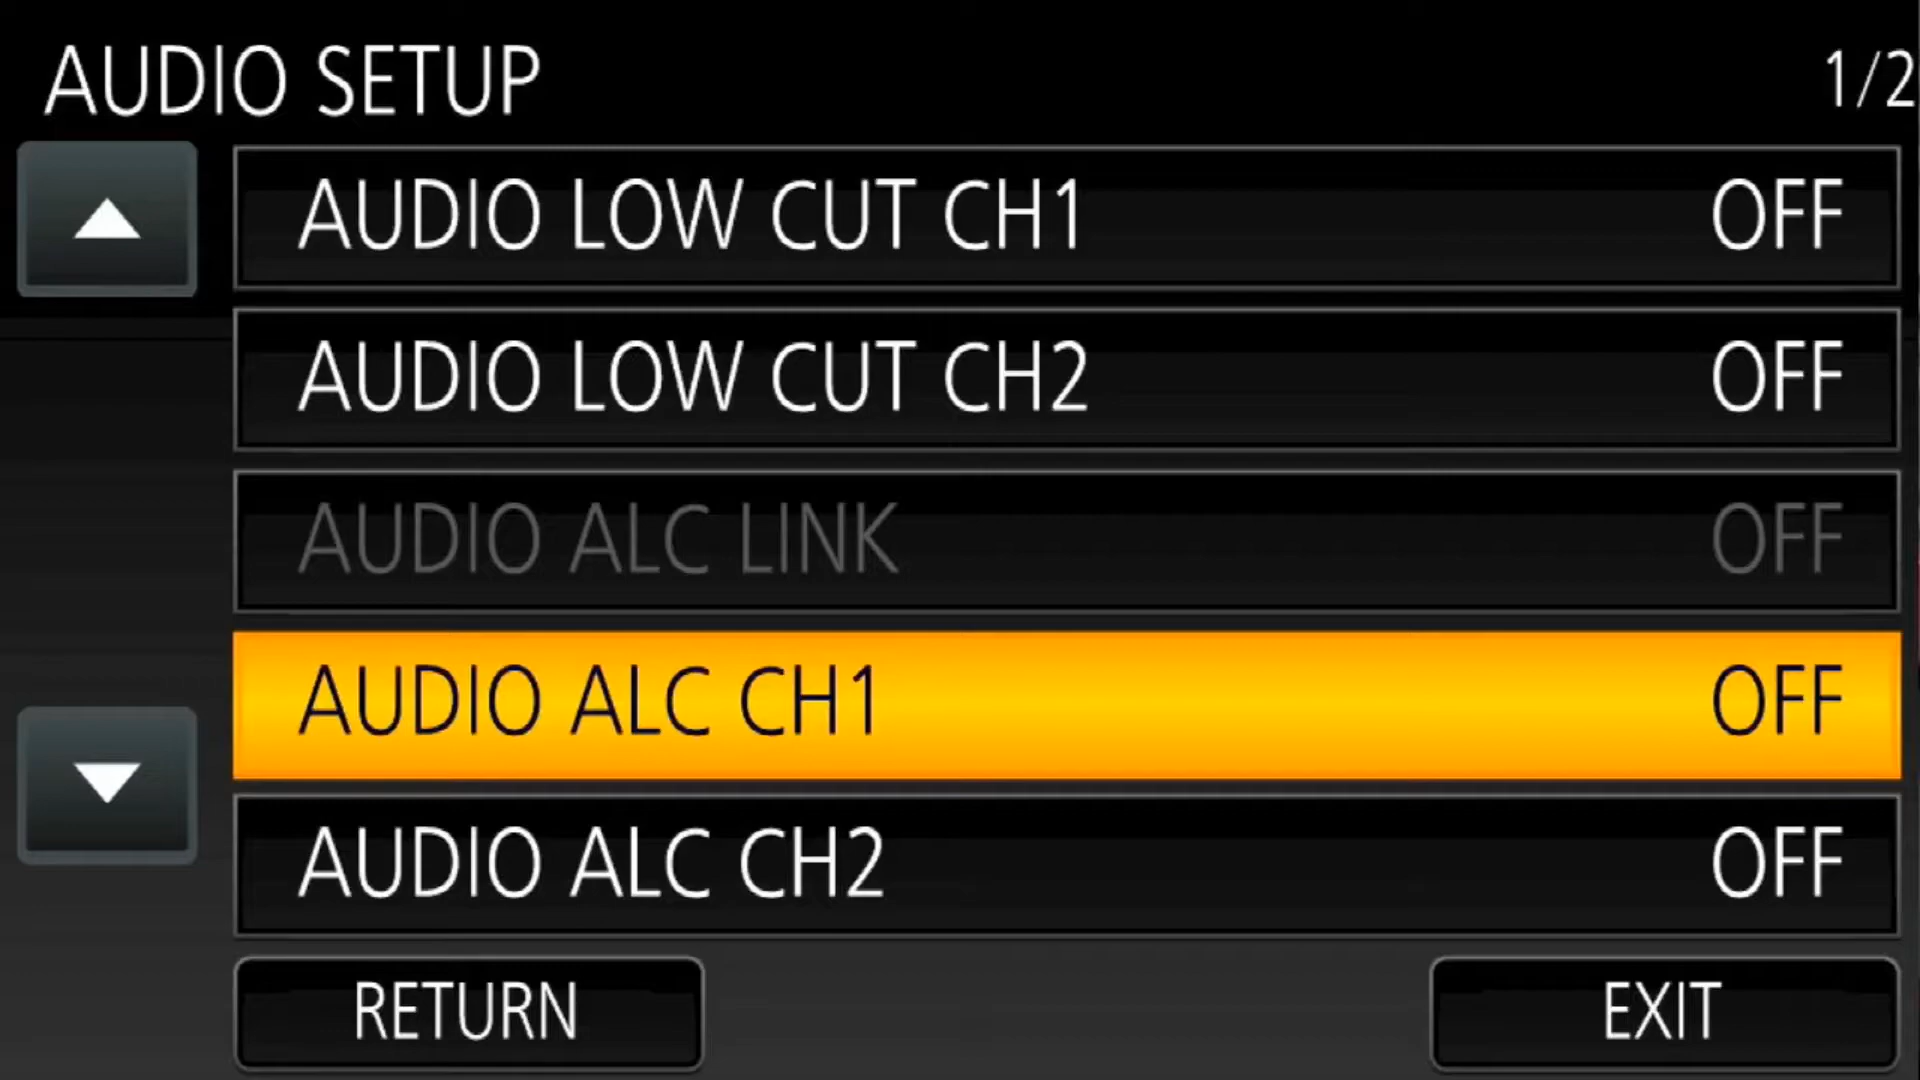 AUDIO SETUP 1/2
AUDIO LOW CUT CH1 OFF
AUDIO LOW CUT CH2 OFF
AUDIO ALC LINK OFF
AUDIO ALC CH1 OFF
AUDIO ALC CH2 OFF
RETURN EXIT